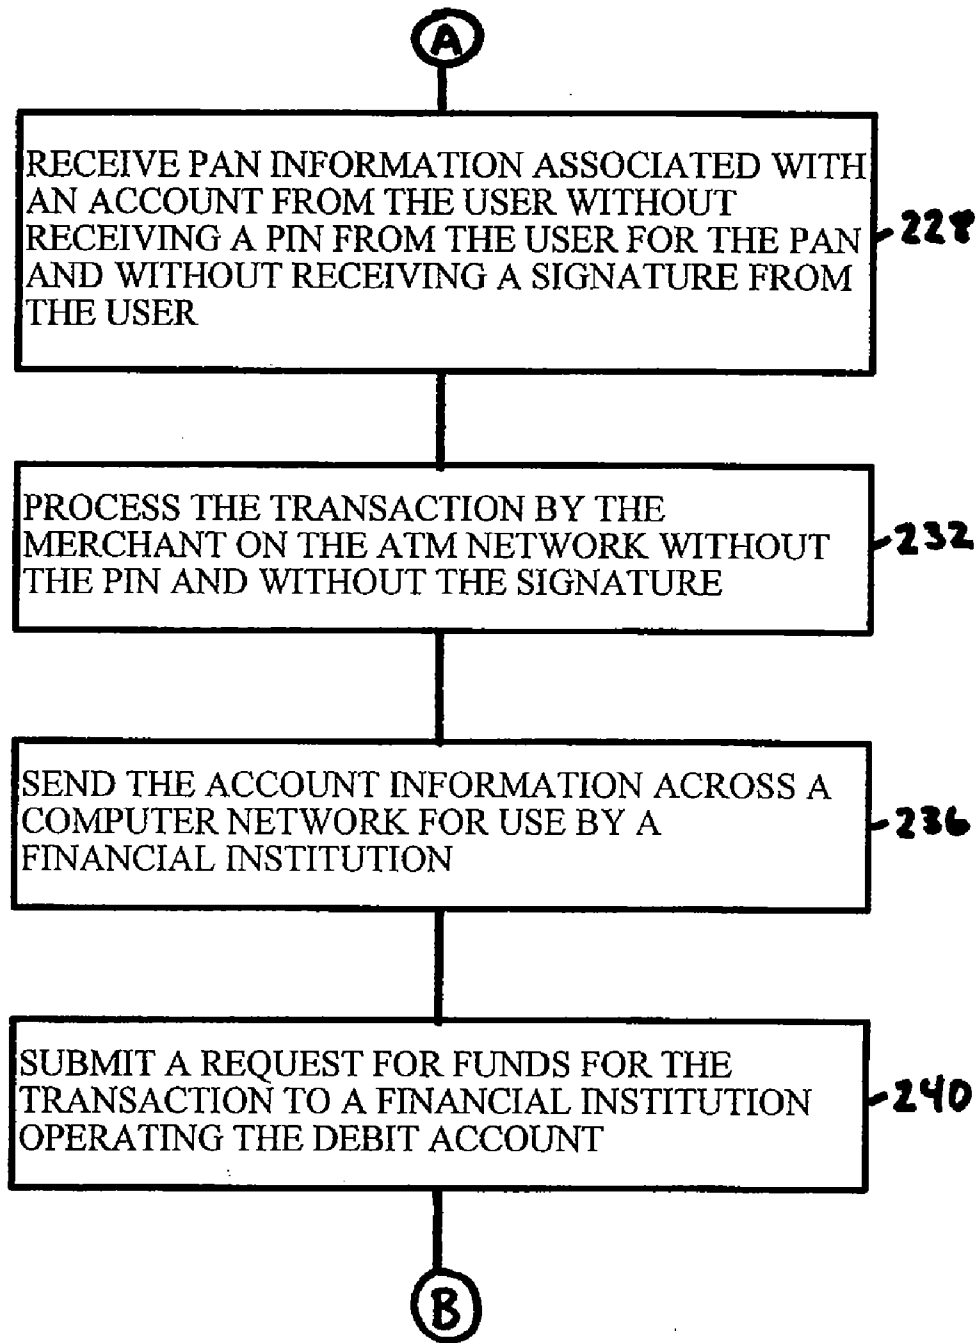 A
RECEIVE PAN INFORMATION ASSOCIATED WITH
AN ACCOUNT FROM THE USER WITHOUT
RECEIVING A PIN FROM THE USER FOR THE PAN
AND WITHOUT RECEIVING A SIGNATURE FROM
THE USER
228
PROCESS THE TRANSACTION BY THE
MERCHANT ON THE ATM NETWORK WITHOUT
THE PIN AND WITHOUT THE SIGNATURE
232
SEND THE ACCOUNT INFORMATION ACROSS A
COMPUTER NETWORK FOR USE BY A
FINANCIAL INSTITUTION
236
SUBMIT A REQUEST FOR FUNDS FOR THE
TRANSACTION TO A FINANCIAL INSTITUTION
OPERATING THE DEBIT ACCOUNT
240
B